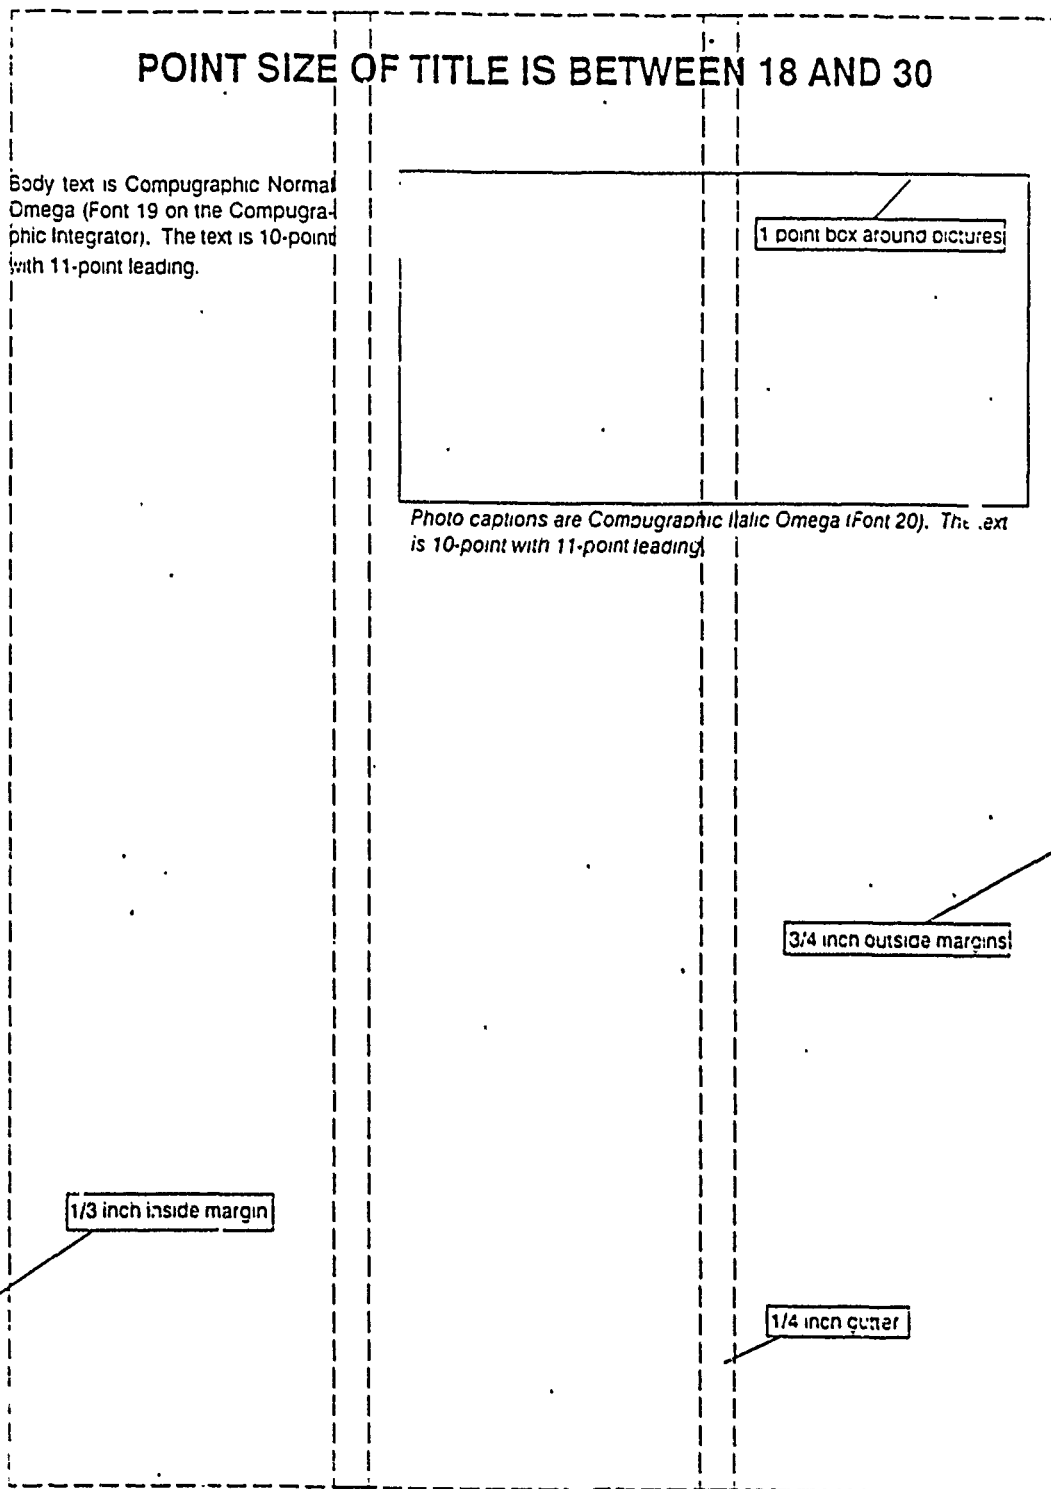 POINT SIZE OF TITLE IS BETWEEN 18 AND 30
Body text is Compugraphic Normal
Omega (Font 19 on the Compugra-
phic Integrator). The text is 10-point
with 11-point leading.
1 point box around pictures
Photo captions are Compugraphic Italic Omega (Font 20). The text
is 10-point with 11-point leading.
3/4 inch outside margins
1/3 inch inside margin
1/4 inch gutter